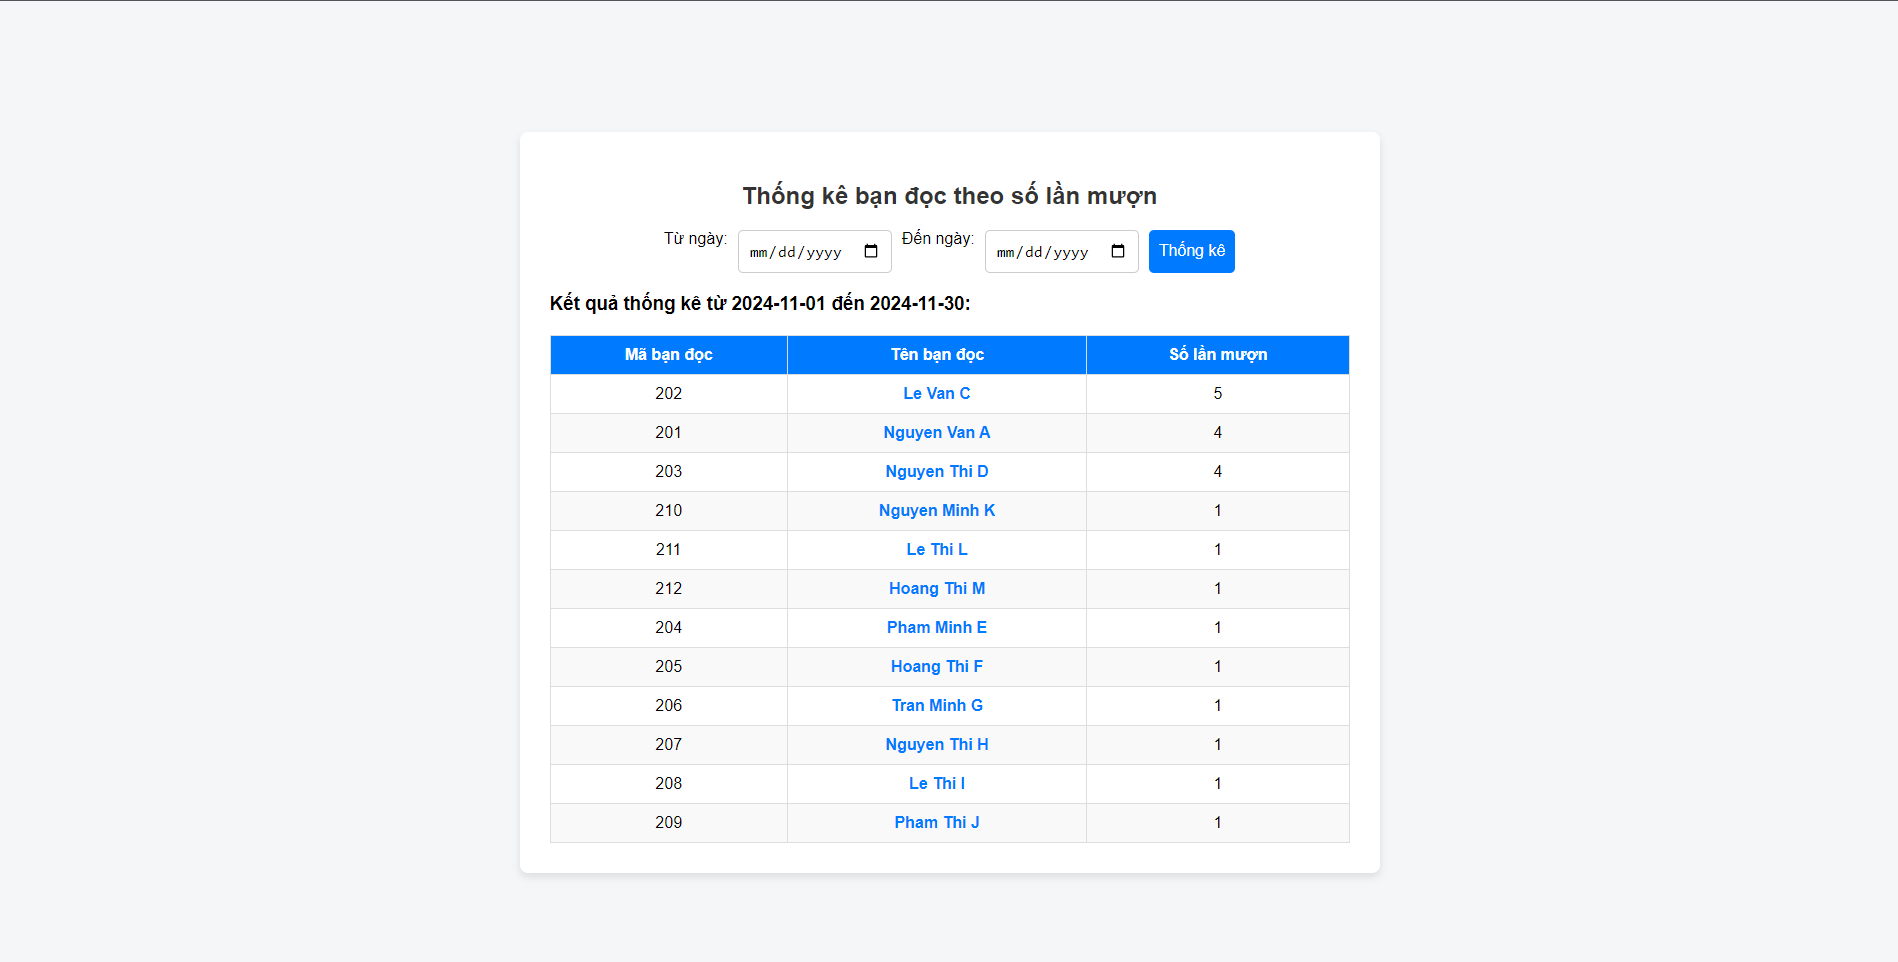 Thống kê bạn đọc theo số lần mượn
Từ ngày: mm/dd/yyyy Đến ngày: mm/dd/yyyy Thống kê
Kết quả thống kê từ 2024-11-01 đến 2024-11-30:
Mã bạn đọc Tên bạn đọc Số lần mượn
202 Le Van C 5
201 Nguyen Van A 4
203 Nguyen Thi D 4
210 Nguyen Minh K 1
211 Le Thi L 1
212 Hoang Thi M 1
204 Pham Minh E 1
205 Hoang Thi F 1
206 Tran Minh G 1
207 Nguyen Thi H 1
208 Le Thi I 1
209 Pham Thi J 1